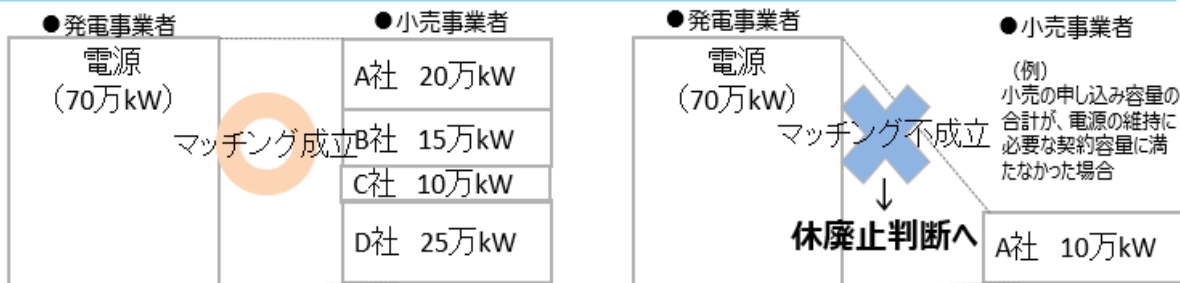 ●発電事業者
●小売事業者
電源
（70万kW）
マッチング成立
A社 20万kW
B社 15万kW
C社 10万kW
D社 25万kW
●発電事業者
●小売事業者
電源
（70万kW）
マッチング不成立
↓
休廃止判断へ
（例）
小売の申し込み容量の
合計が、電源の維持に
必要な契約容量に満
たなかった場合
A社 10万kW